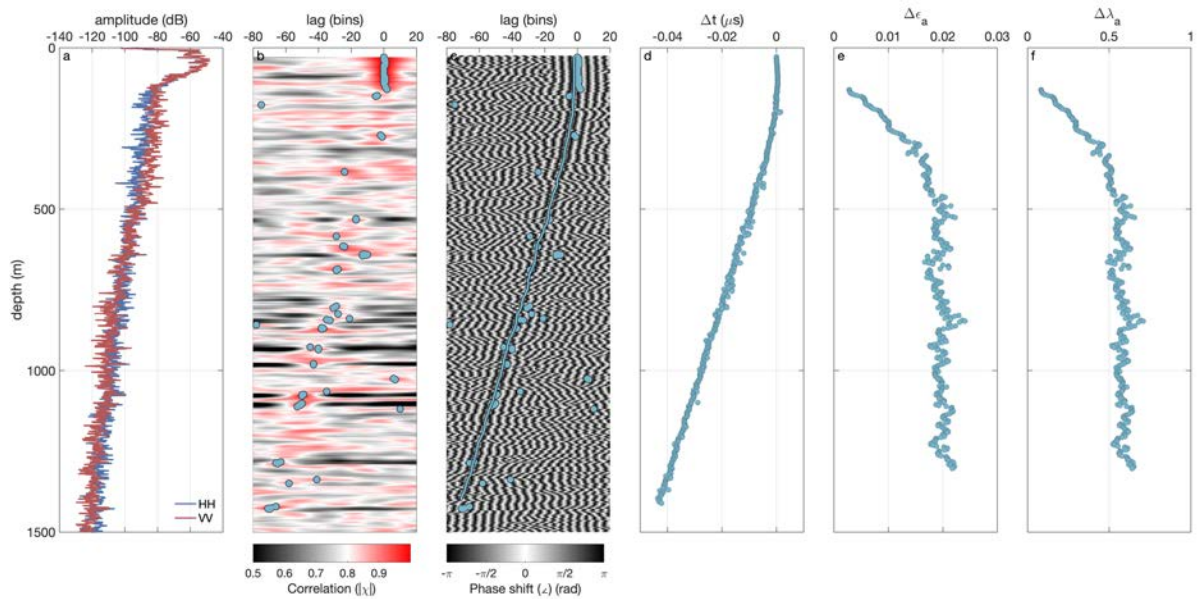 amplitude (dB)
-140 -120 -100 -80 -60 -40
lag (bins)
-80 -60 -40 -20 0 20
lag (bins)
-80 -60 -40 -20 0 20
Δt (μs)
-0.04 -0.02 0
Δϵa
0 0.01 0.02 0.03
Δλa
0 0.5 1
a
b
c
d
e
f
depth (m)
0
500
1000
1500
HH
VV
0.5 0.6 0.7 0.8 0.9
Correlation (|χ|)
-π -π/2 0 π/2 π
Phase shift (∠) (rad)